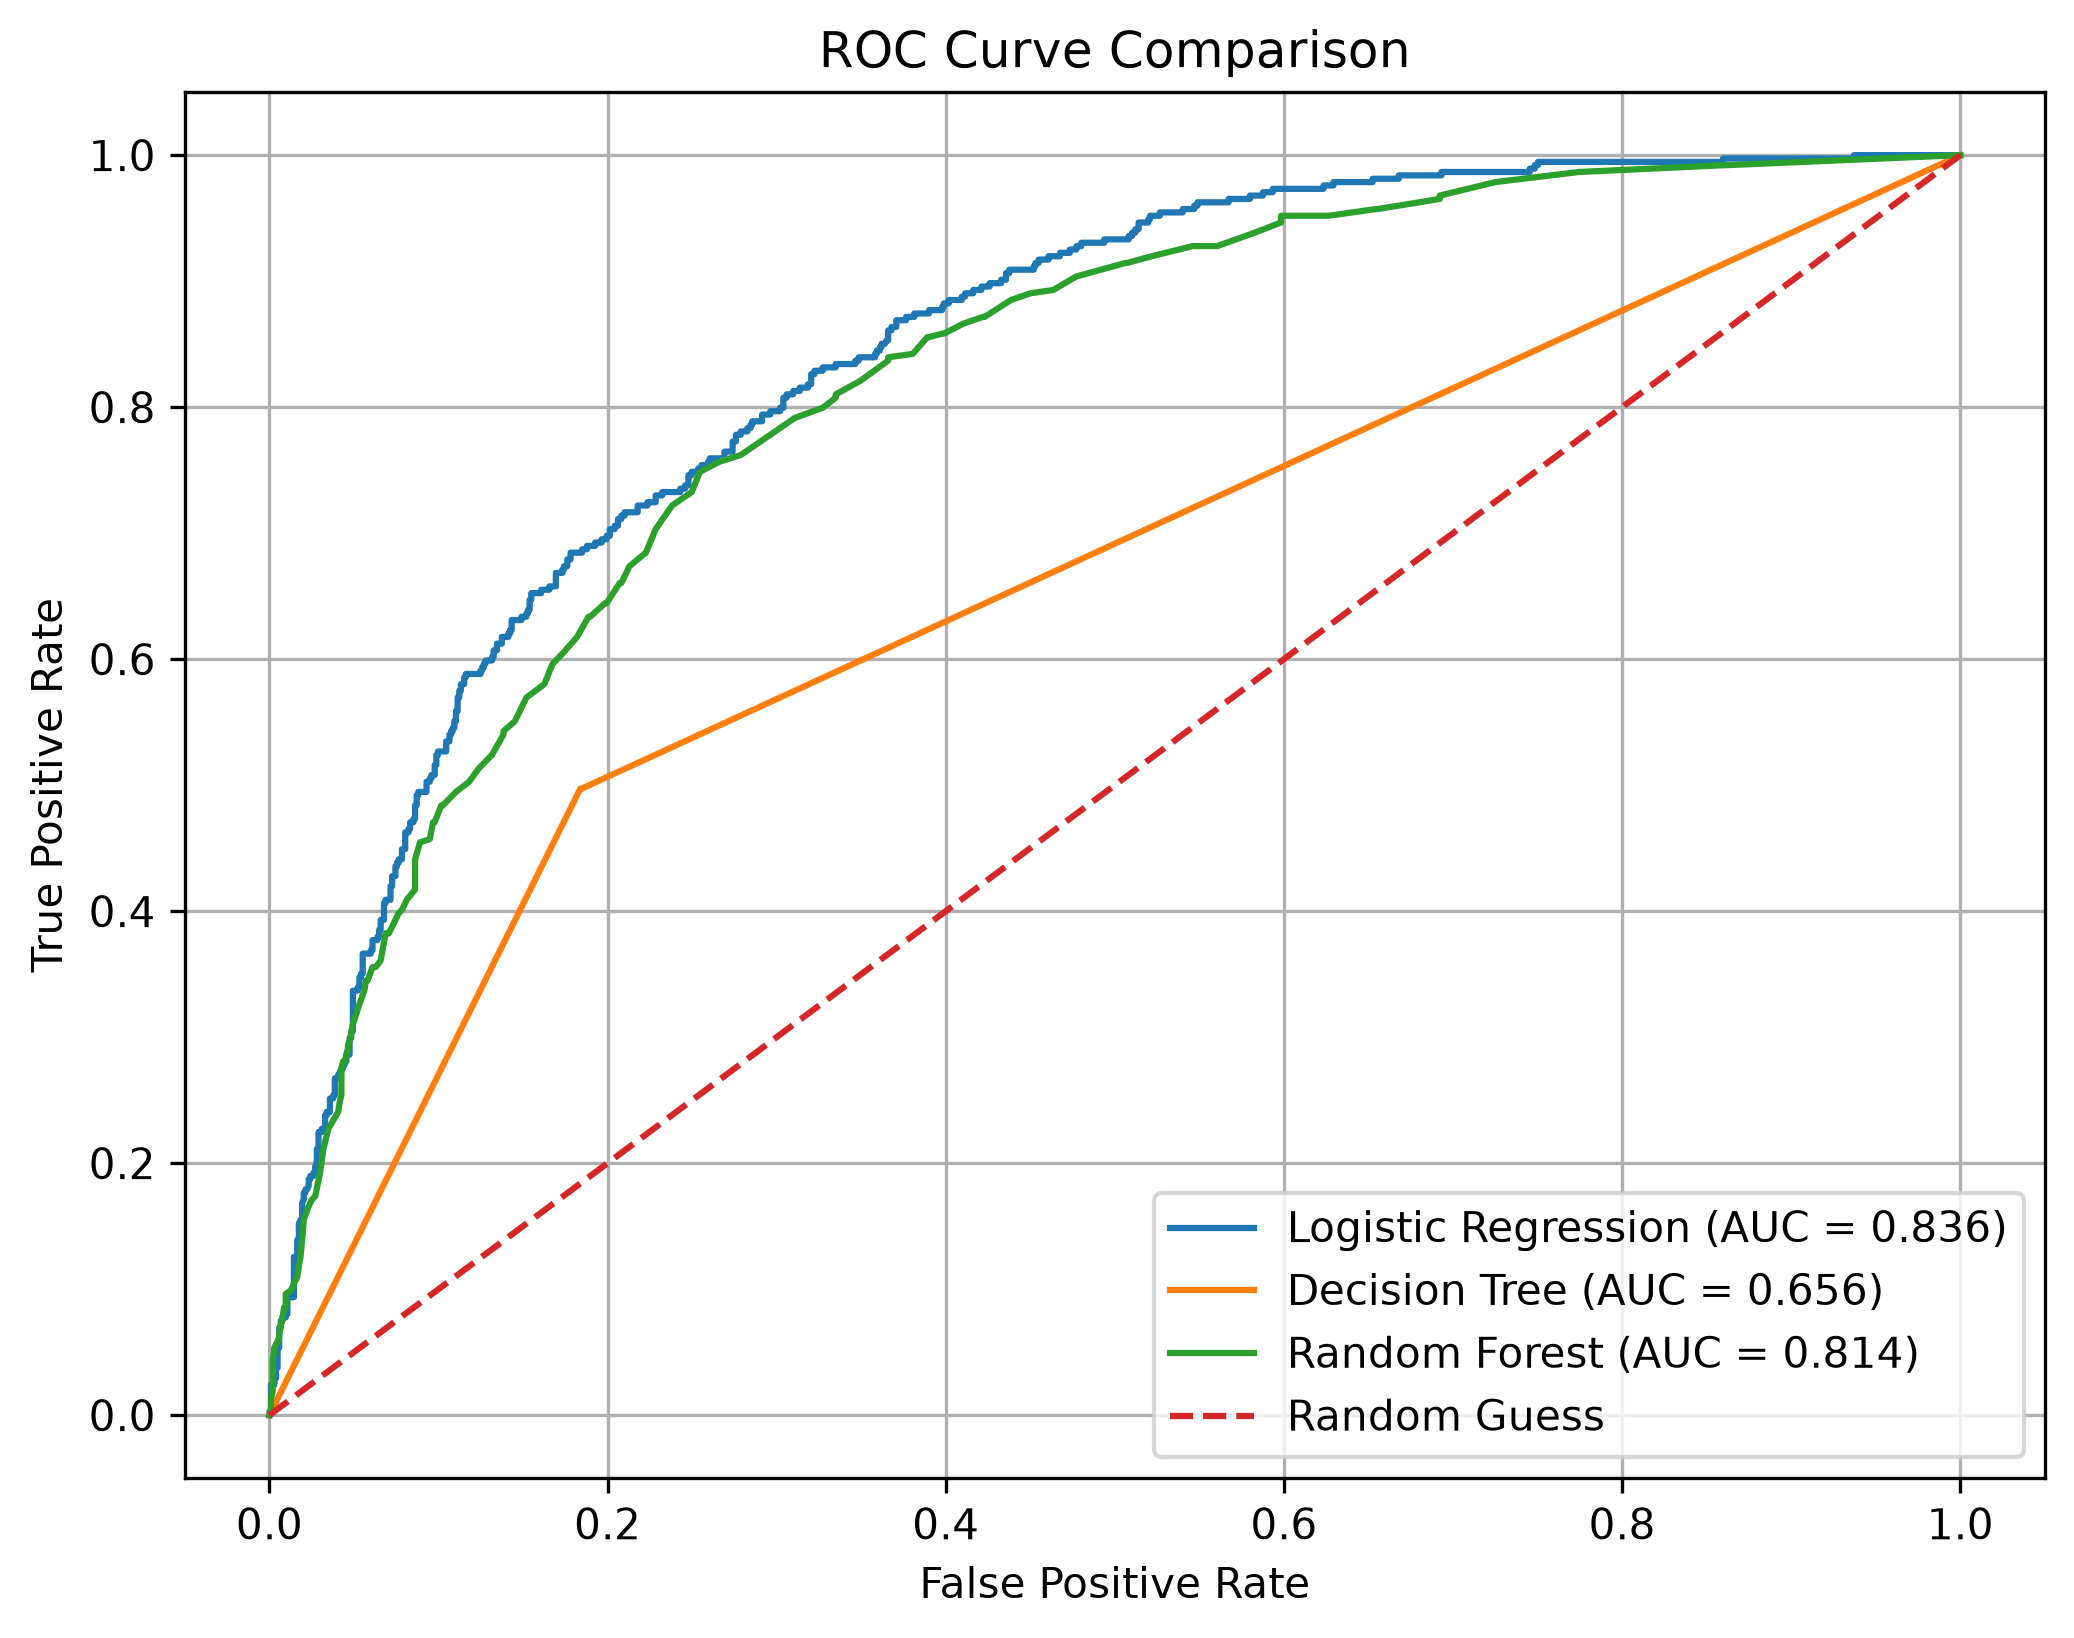 ROC Curve Comparison
True Positive Rate
1.0
0.8
0.6
0.4
0.2
0.0
Logistic Regression (AUC = 0.836)
Decision Tree (AUC = 0.656)
Random Forest (AUC = 0.814)
Random Guess
0.0 0.2 0.4 0.6 0.8 1.0
False Positive Rate